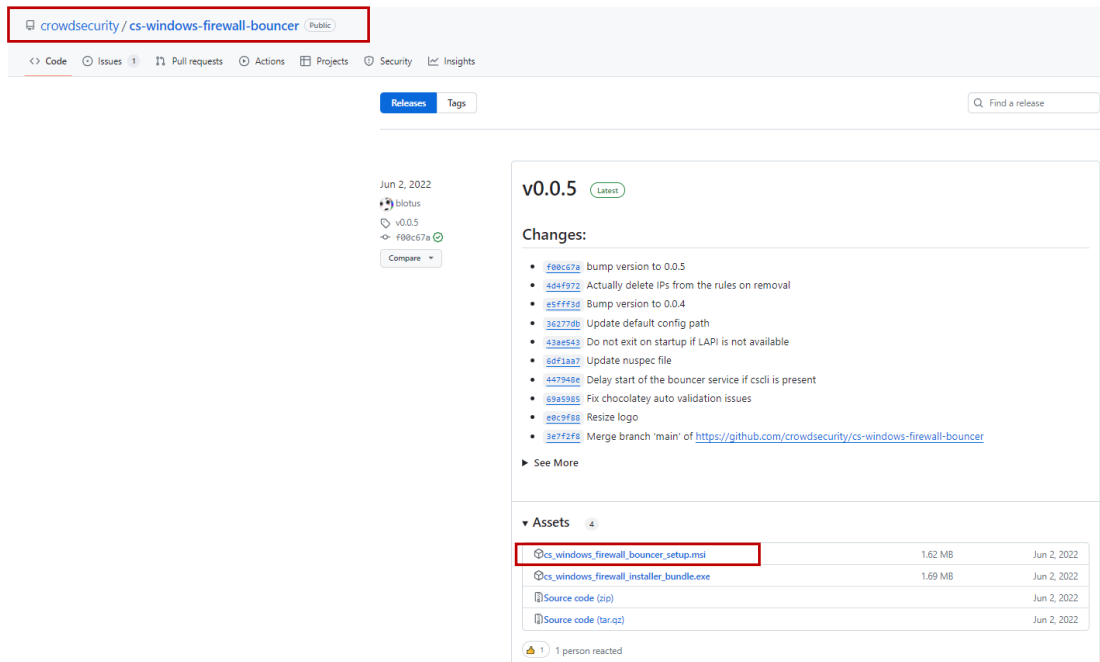 crowdsecurity / cs-windows-firewall-bouncer Public
Code Issues 1 Pull requests Actions Projects Security Insights
Releases Tags Find a release
Jun 2, 2022
blotus
v0.0.5
f00c67a
Compare
v0.0.5 Latest
Changes:
f00c67a bump version to 0.0.5
4d4f972 Actually delete IPs from the rules on removal
e5fff3d Bump version to 0.0.4
36277db Update default config path
43ae543 Do not exit on startup if LAPI is not available
6df1aa7 Update nuspec file
447948e Delay start of the bouncer service if cscli is present
69a5985 Fix chocolatey auto validation issues
e0c9f88 Resize logo
3e7f2f8 Merge branch 'main' of https://github.com/crowdsecurity/cs-windows-firewall-bouncer
See More
Assets 4
cs_windows_firewall_bouncer_setup.msi 1.62 MB Jun 2, 2022
cs_windows_firewall_installer_bundle.exe 1.69 MB Jun 2, 2022
Source code (zip) Jun 2, 2022
Source code (tar.gz) Jun 2, 2022
1 1 person reacted